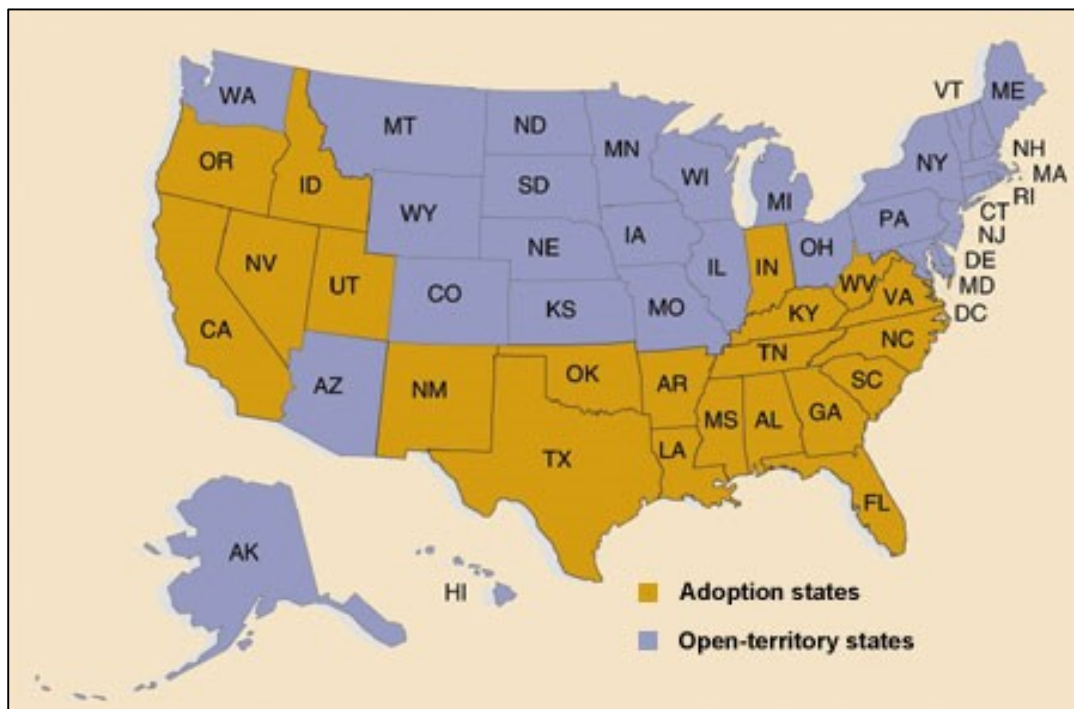 WA
MT
ND
MN
VT
ME
OR
ID
SD
WI
MI
NY
NH
MA
RI
WY
NE
IA
PA
CT
NJ
NV
UT
CO
KS
MO
IL
IN
OH
DE
MD
WV
VA
DC
CA
KY
NC
AZ
NM
OK
AR
TN
SC
MS
AL
GA
TX
LA
FL
AK
HI
Adoption states
Open-territory states